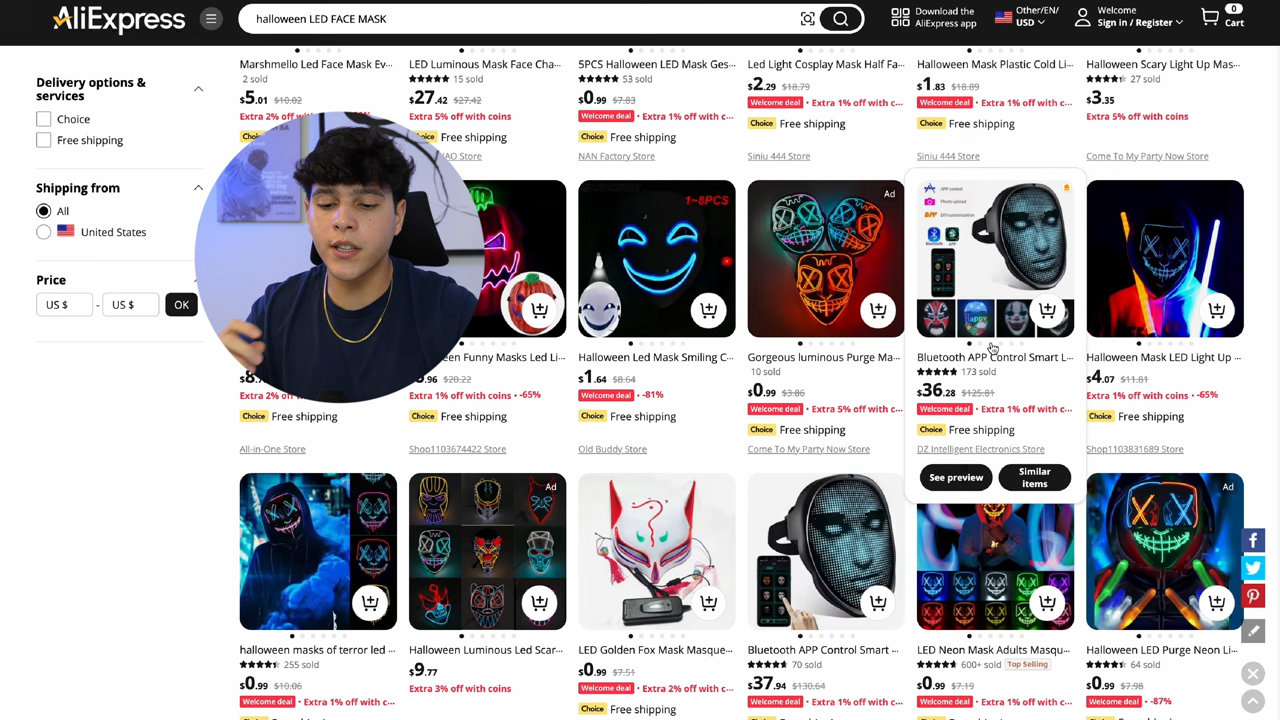 AliExpress
halloween LED FACE MASK
Download the
AliExpress app
Other/EN/
USD
Welcome
Sign in / Register
0
Cart
Delivery options &
services
Choice
Free shipping
Shipping from
All
United States
Price
US $ - US $ OK
Marshmello Led Face Mask Ev...
2 sold
$5.01 $10.02
Extra 2% off with
LED Luminous Mask Face Cha...
15 sold
$27.42 $27.42
Extra 5% off with coins
Free shipping
Store
5PCS Halloween LED Mask Ges...
53 sold
$0.99 $7.83
Welcome deal · Extra 1% off with c...
Choice Free shipping
NAN Factory Store
Led Light Cosplay Mask Half Fa...
$2.29 $18.79
Welcome deal · Extra 1% off with c...
Choice Free shipping
Siniu 444 Store
Halloween Mask Plastic Cold Li...
$1.83 $18.89
Welcome deal · Extra 1% off with c...
Choice Free shipping
Siniu 444 Store
Halloween Scary Light Up Mas...
27 sold
$3.35
Extra 5% off with coins
Come To My Party Now Store
Extra 2% off with
Choice Free shipping
All-in-One Store
Funny Masks Led Li...
.96 $20.22
Extra 1% off with coins · -65%
Choice Free shipping
Shop1103674422 Store
1~8PCS
Halloween Led Mask Smiling C...
$1.64 $8.64
Welcome deal · -81%
Choice Free shipping
Old Buddy Store
Ad
Gorgeous luminous Purge Ma...
10 sold
$0.99 $3.86
Welcome deal · Extra 5% off with c...
Choice Free shipping
Come To My Party Now Store
APP control
Photo upload
DIY customization
Bluetooth APP Control Smart L...
173 sold
$36.28 $125.81
Welcome deal · Extra 1% off with c...
Choice Free shipping
DZ Intelligent Electronics Store
See preview
Similar
items
Halloween Mask LED Light Up ...
$4.07 $11.81
Extra 1% off with coins · -65%
Choice Free shipping
Shop1103831689 Store
halloween masks of terror led ...
255 sold
$0.99 $10.06
Welcome deal · Extra 1% off with c...
Ad
Halloween Luminous Led Scar...
$9.77
Extra 3% off with coins
LED Golden Fox Mask Masque...
$0.99 $7.51
Welcome deal · Extra 2% off with c...
Choice Free shipping
Bluetooth APP Control Smart ...
70 sold
$37.94 $130.64
Welcome deal · Extra 1% off with c...
LED Neon Mask Adults Masqu...
600+ sold Top Selling
$0.99 $7.19
Welcome deal · Extra 1% off with c...
Ad
Halloween LED Purge Neon Li...
64 sold
$0.99 $7.98
Welcome deal · -87%